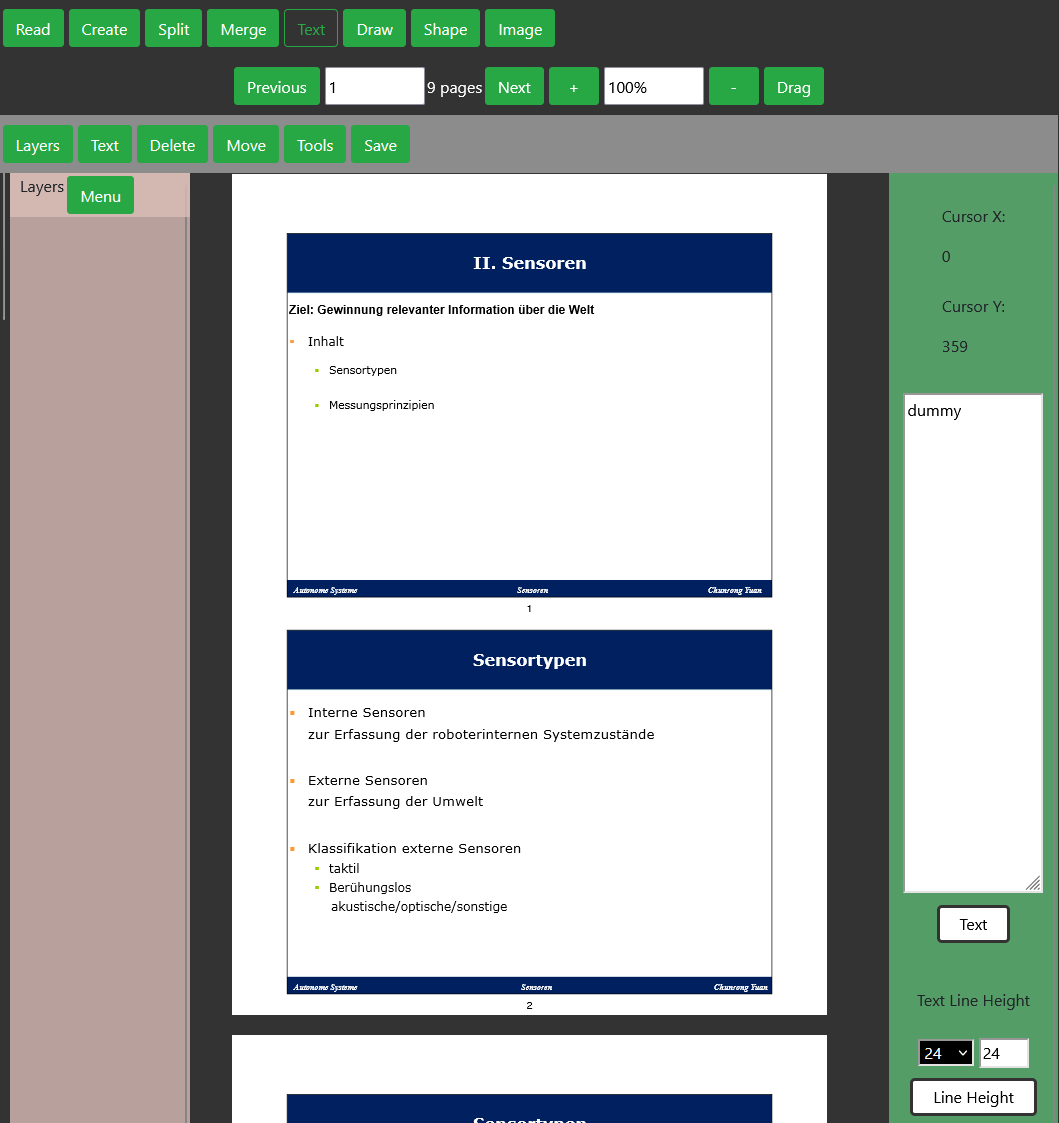 Read Create Split Merge Text Draw Shape Image
Previous 1 9 pages Next + 100% - Drag
Layers Text Delete Move Tools Save
Layers Menu
II. Sensoren
Ziel: Gewinnung relevanter Information über die Welt
Inhalt
Sensortypen
Messungsprinzipien
Autonome Systeme Sensoren Chunrong Yuan
1
Sensortypen
Interne Sensoren
zur Erfassung der roboterinternen Systemzustände
Externe Sensoren
zur Erfassung der Umwelt
Klassifikation externe Sensoren
taktil
Berühungslos
akustische/optische/sonstige
Autonome Systeme Sensoren Chunrong Yuan
2
Sensortypen
Cursor X:
0
Cursor Y:
359
dummy
Text
Text Line Height
24 24
Line Height